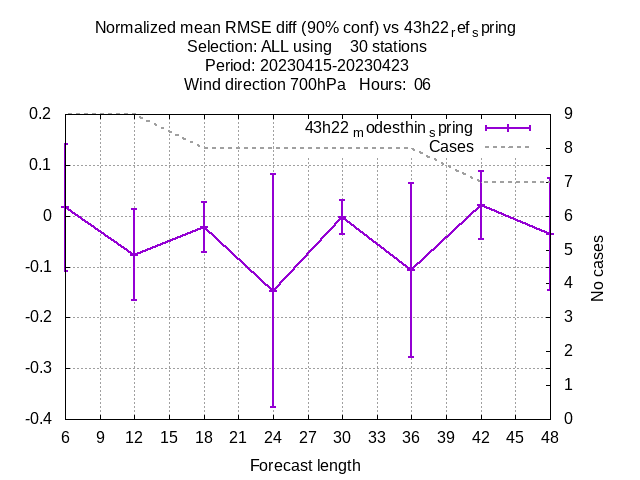 Normalized mean RMSE diff (90% conf) vs 43h22refspring
Selection: ALL using 30 stations
Period: 20230415-20230423
Wind direction 700hPa Hours: 06
43h22modesthinspring
Cases
0.2
0.1
0
-0.1
-0.2
-0.3
-0.4
9
8
7
6
5
4
3
2
1
0
No cases
6 9 12 15 18 21 24 27 30 33 36 39 42 45 48
Forecast length